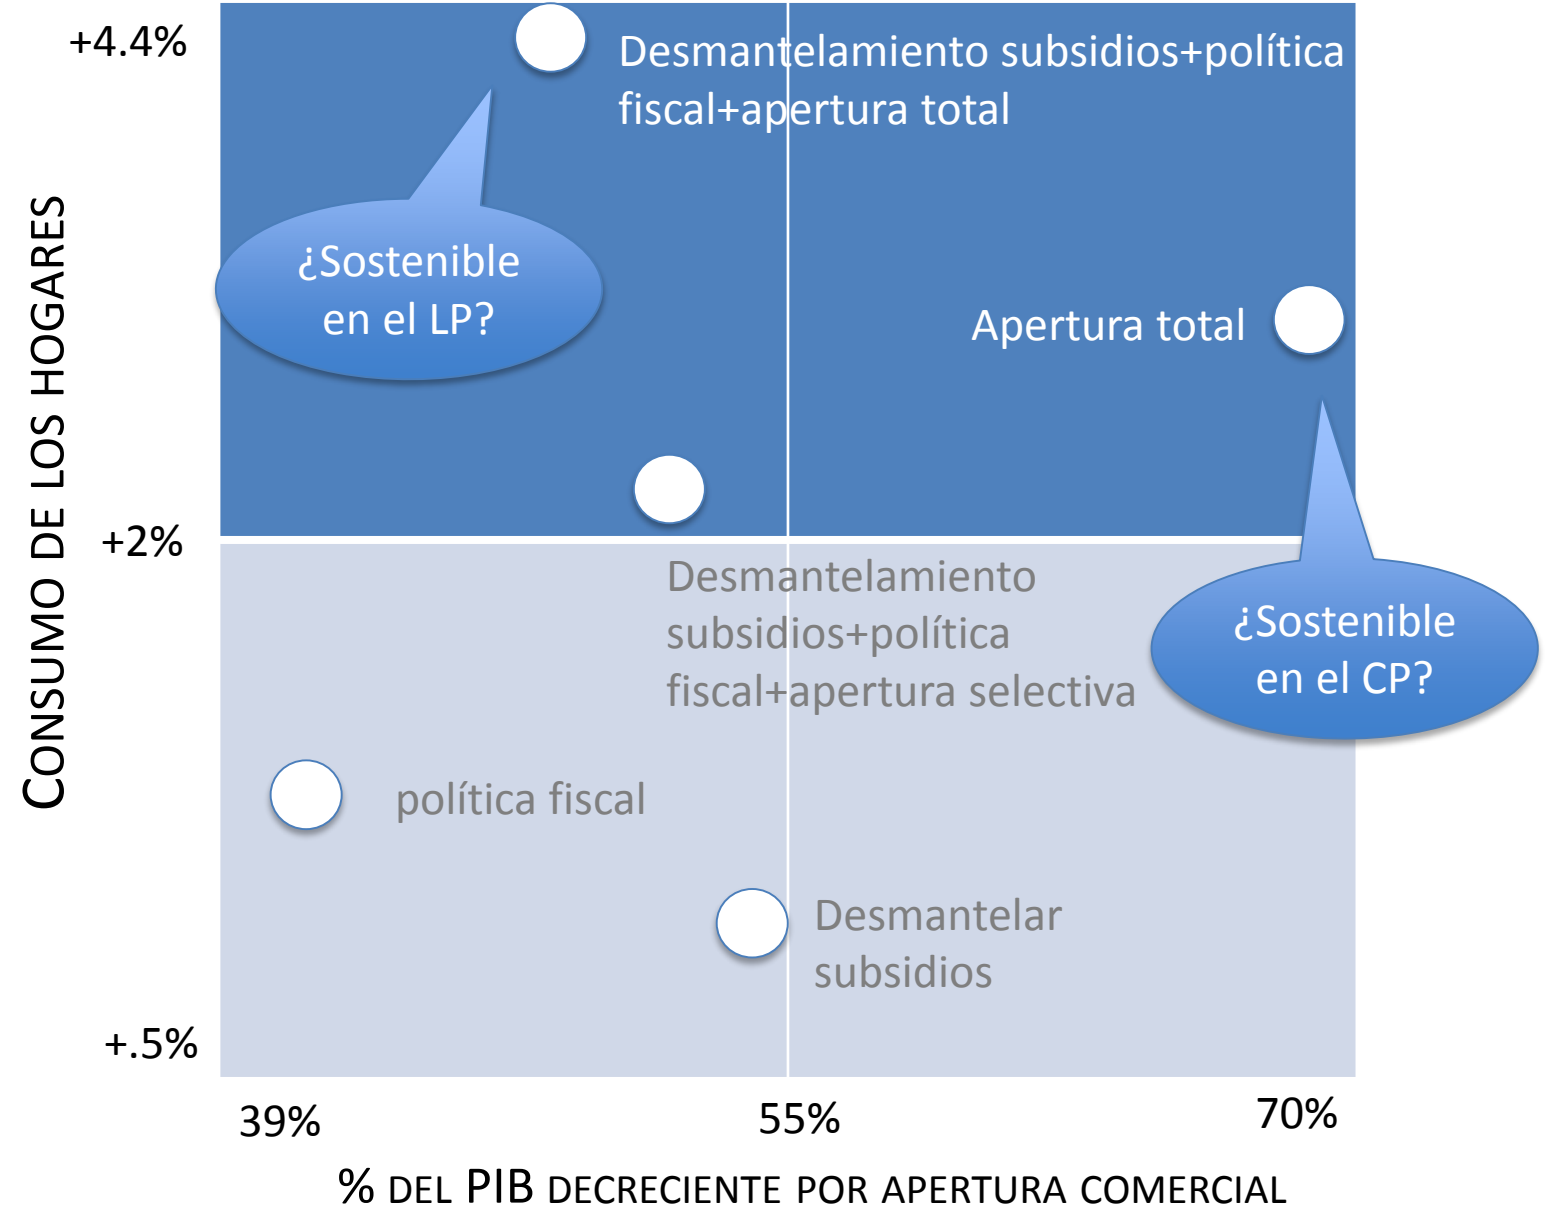 +4.4%
Desmantelamiento subsidios+política
fiscal+apertura total
¿Sostenible
en el LP?
Apertura total
CONSUMO DE LOS HOGARES
+2%
Desmantelamiento
subsidios+política
fiscal+apertura selectiva
¿Sostenible
en el CP?
política fiscal
Desmantelar
subsidios
+.5%
39%
55%
70%
% DEL PIB DECRECIENTE POR APERTURA COMERCIAL